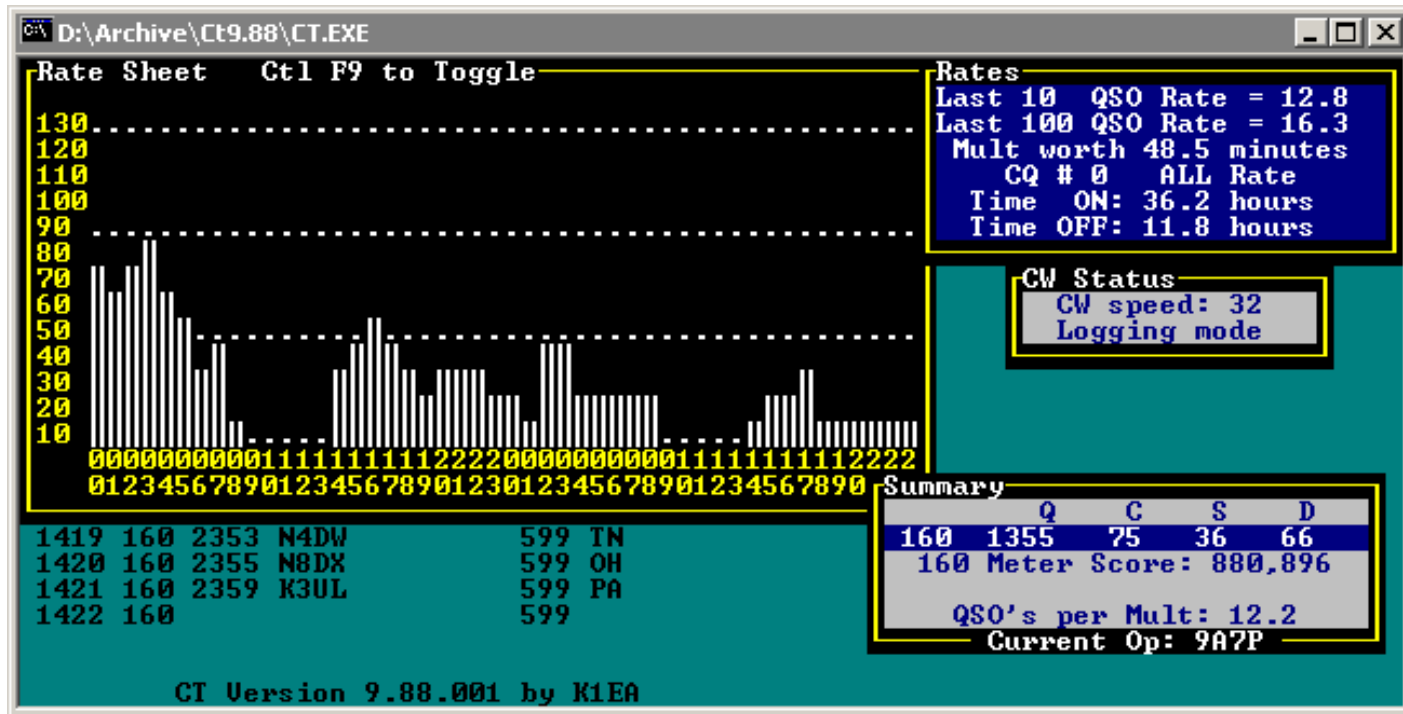 D:\Archive\Ct9.88\CT.EXE
Rate Sheet Ctl F9 to Toggle
130
120
110
100
90
80
70
60
50
40
30
20
10
000000000011111111112222000000000011111111112222
012345678901234567890123012345678901234567890
Rates
Last 10 QSO Rate = 12.8
Last 100 QSO Rate = 16.3
Mult worth 48.5 minutes
CQ # 0 ALL Rate
Time ON: 36.2 hours
Time OFF: 11.8 hours
CW Status
CW speed: 32
Logging mode
Summary
Q C S D
160 1355 75 36 66
160 Meter Score: 880,896
QSO's per Mult: 12.2
Current Op: 9A7P
1419 160 2353 N4DW 599 TN
1420 160 2355 N8DX 599 OH
1421 160 2359 K3UL 599 PA
1422 160 599
CT Version 9.88.001 by K1EA